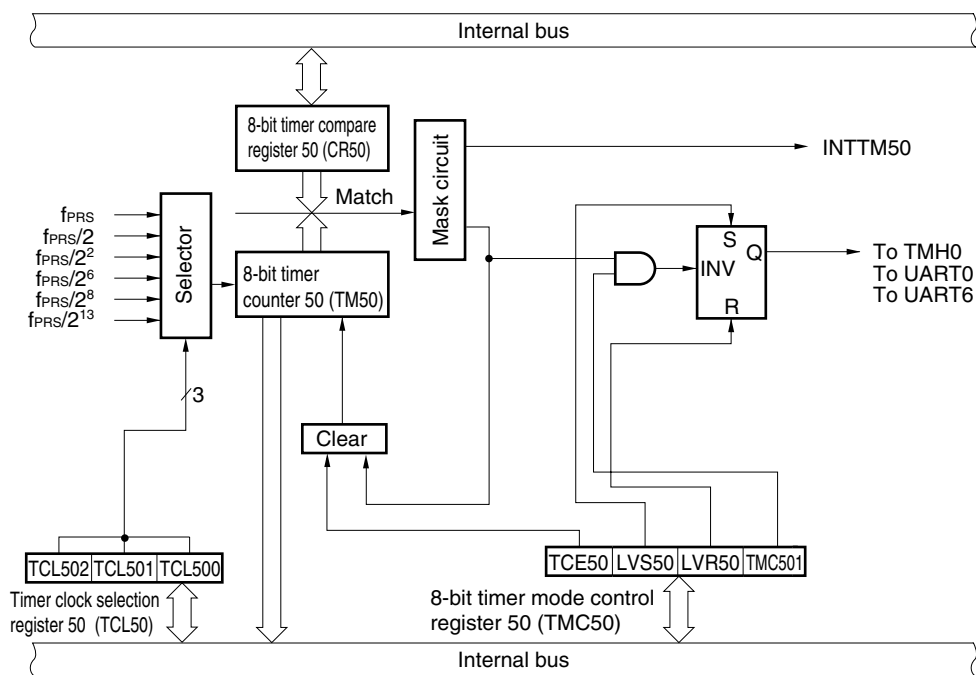 Internal bus
8-bit timer compare
register 50 (CR50)
Mask circuit
INTTM50
Match
fPRS
fPRS/2
fPRS/2²
fPRS/2⁶
fPRS/2⁸
fPRS/2¹³
Selector
8-bit timer
counter 50 (TM50)
S
Q
INV
R
To TMH0
To UART0
To UART6
3
Clear
TCL502 TCL501 TCL500
Timer clock selection
register 50 (TCL50)
TCE50 LVS50 LVR50 TMC501
8-bit timer mode control
register 50 (TMC50)
Internal bus